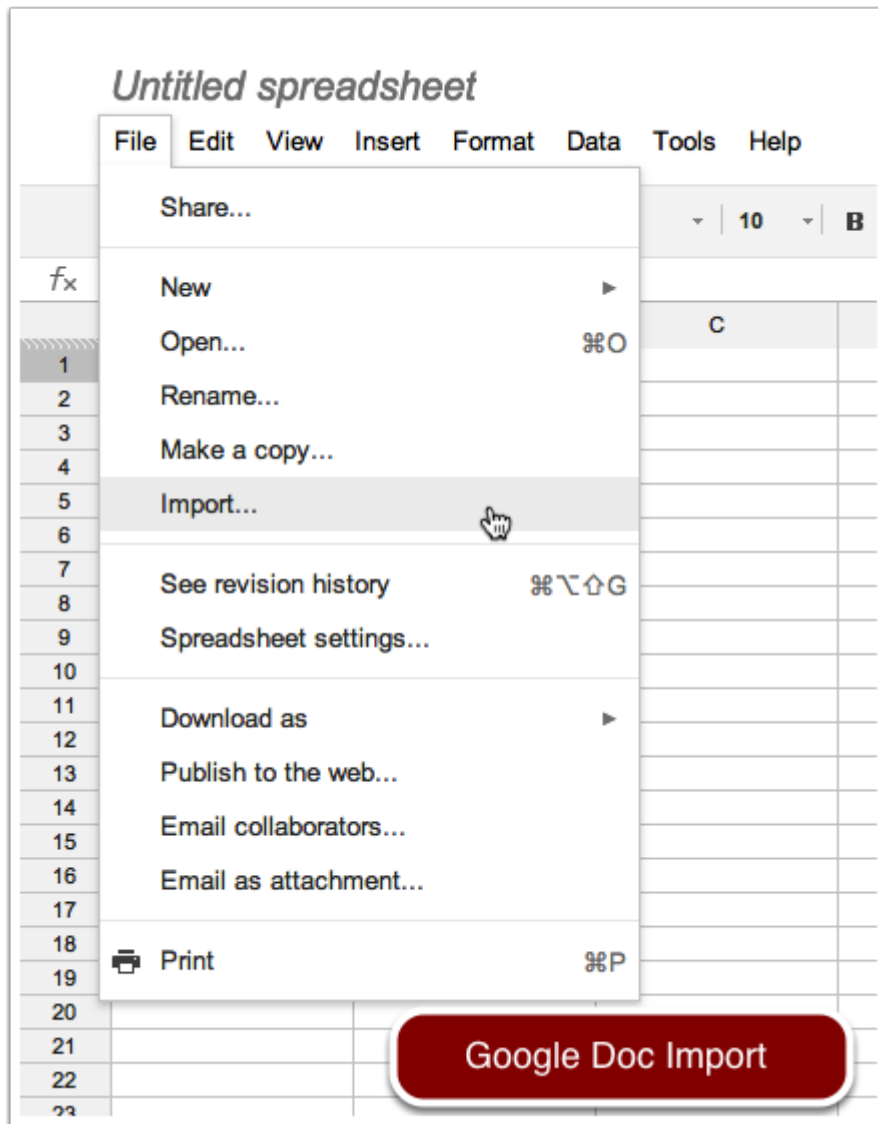 Untitled spreadsheet
File Edit View Insert Format Data Tools Help
Share...
10 B
fx
New ►
Open... ⌘O
C
Rename...
Make a copy...
Import...
See revision history ⌘⌥⇧G
Spreadsheet settings...
Download as ►
Publish to the web...
Email collaborators...
Email as attachment...
Print ⌘P
1
2
3
4
5
6
7
8
9
10
11
12
13
14
15
16
17
18
19
20
21
22
23
Google Doc Import